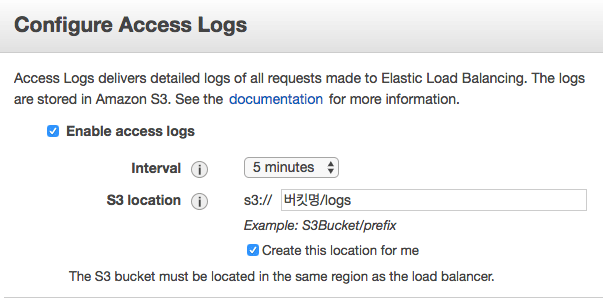 Configure Access Logs
Access Logs delivers detailed logs of all requests made to Elastic Load Balancing. The logs
are stored in Amazon S3. See the documentation for more information.
Enable access logs
Interval i 5 minutes
S3 location i s3:// 버킷명/logs
Example: S3Bucket/prefix
Create this location for me
The S3 bucket must be located in the same region as the load balancer.